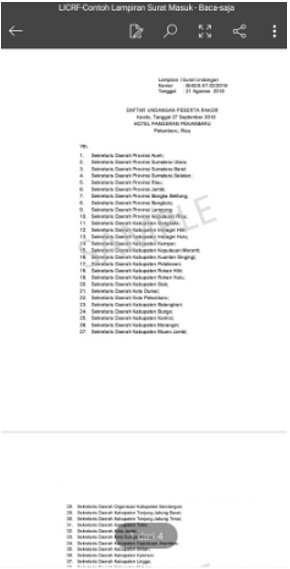 LICRF-Contoh Lampiran Surat Masuk - Baca-saja
Lampiran I Surat Undangan
Nomor
Tanggal : 21 Agustus 2019
DAFTAR UNDANGAN PESERTA RAKOR
Kamis, Tanggal 27 September 2019
HOTEL PANGERAN PEKANBARU
Pekanbaru, Riau
Yth.
1. Sekretaris Daerah Provinsi Aceh;
2. Sekretaris Daerah Provinsi Sumatera Utara;
3. Sekretaris Daerah Provinsi Sumatera Barat
4. Sekretaris Daerah Provinsi Sumatera Selatan;
5. Sekretaris Daerah Provinsi Riau;
6. Sekretaris Daerah Provinsi Jambi;
7. Sekretaris Daerah Provinsi Bangka Belitung;
8. Sekretaris Daerah Provinsi Bengkulu;
9. Sekretaris Daerah Provinsi Lampung;
10. Sekretaris Daerah Provinsi Kepulauan Riau;
11. Sekretaris Daerah Kabupaten Bengkalis;
12. Sekretaris Daerah Kabupaten Indragiri Hilir;
13. Sekretaris Daerah Kabupaten Indragiri Hulu;
14. Sekretaris Daerah Kabupaten Kampar;
15. Sekretaris Daerah Kabupaten Kepulauan Meranti;
16. Sekretaris Daerah Kabupaten Kuantan Singingi;
17. Sekretaris Daerah Kabupaten Pelalawan;
18. Sekretaris Daerah Kabupaten Rokan Hilir;
19. Sekretaris Daerah Kabupaten Rokan Hulu;
20. Sekretaris Daerah Kabupaten Siak;
21. Sekretaris Daerah Kota Dumai;
22. Sekretaris Daerah Kota Pekanbaru;
23. Sekretaris Daerah Kabupaten Batanghari;
24. Sekretaris Daerah Kabupaten Bungo;
25. Sekretaris Daerah Kabupaten Kerinci;
26. Sekretaris Daerah Kabupaten Merangin;
27. Sekretaris Daerah Kabupaten Muaro Jambi;
28. Sekretaris Daerah Organisasi Kabupaten Sarolangun;
29. Sekretaris Daerah Kabupaten Tanjung Jabung Barat;
30. Sekretaris Daerah Kabupaten Tanjung Jabung Timur;
31. Sekretaris Daerah Kabupaten Tebo;
32. Sekretaris Daerah Kota Jambi;
33. Sekretaris Daerah Kota Sungai
34. Sekretaris Daerah Kabupaten Kepulauan Anambas;
35. Sekretaris Daerah Kabupaten Bintan;
36. Sekretaris Daerah Kabupaten Karimun;
37. Sekretaris Daerah Kabupaten Lingga;